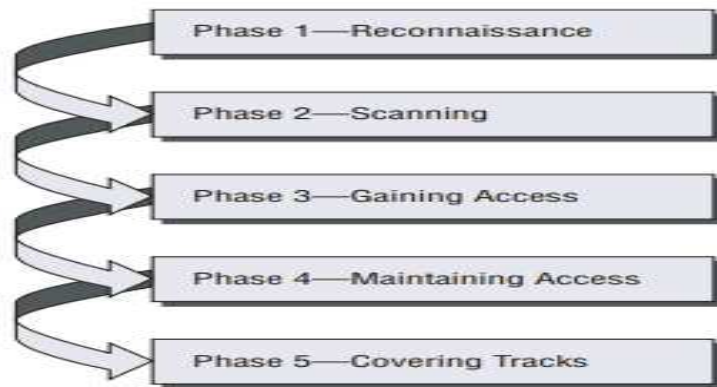 Phase 1—Reconnaissance
Phase 2—Scanning
Phase 3—Gaining Access
Phase 4—Maintaining Access
Phase 5—Covering Tracks